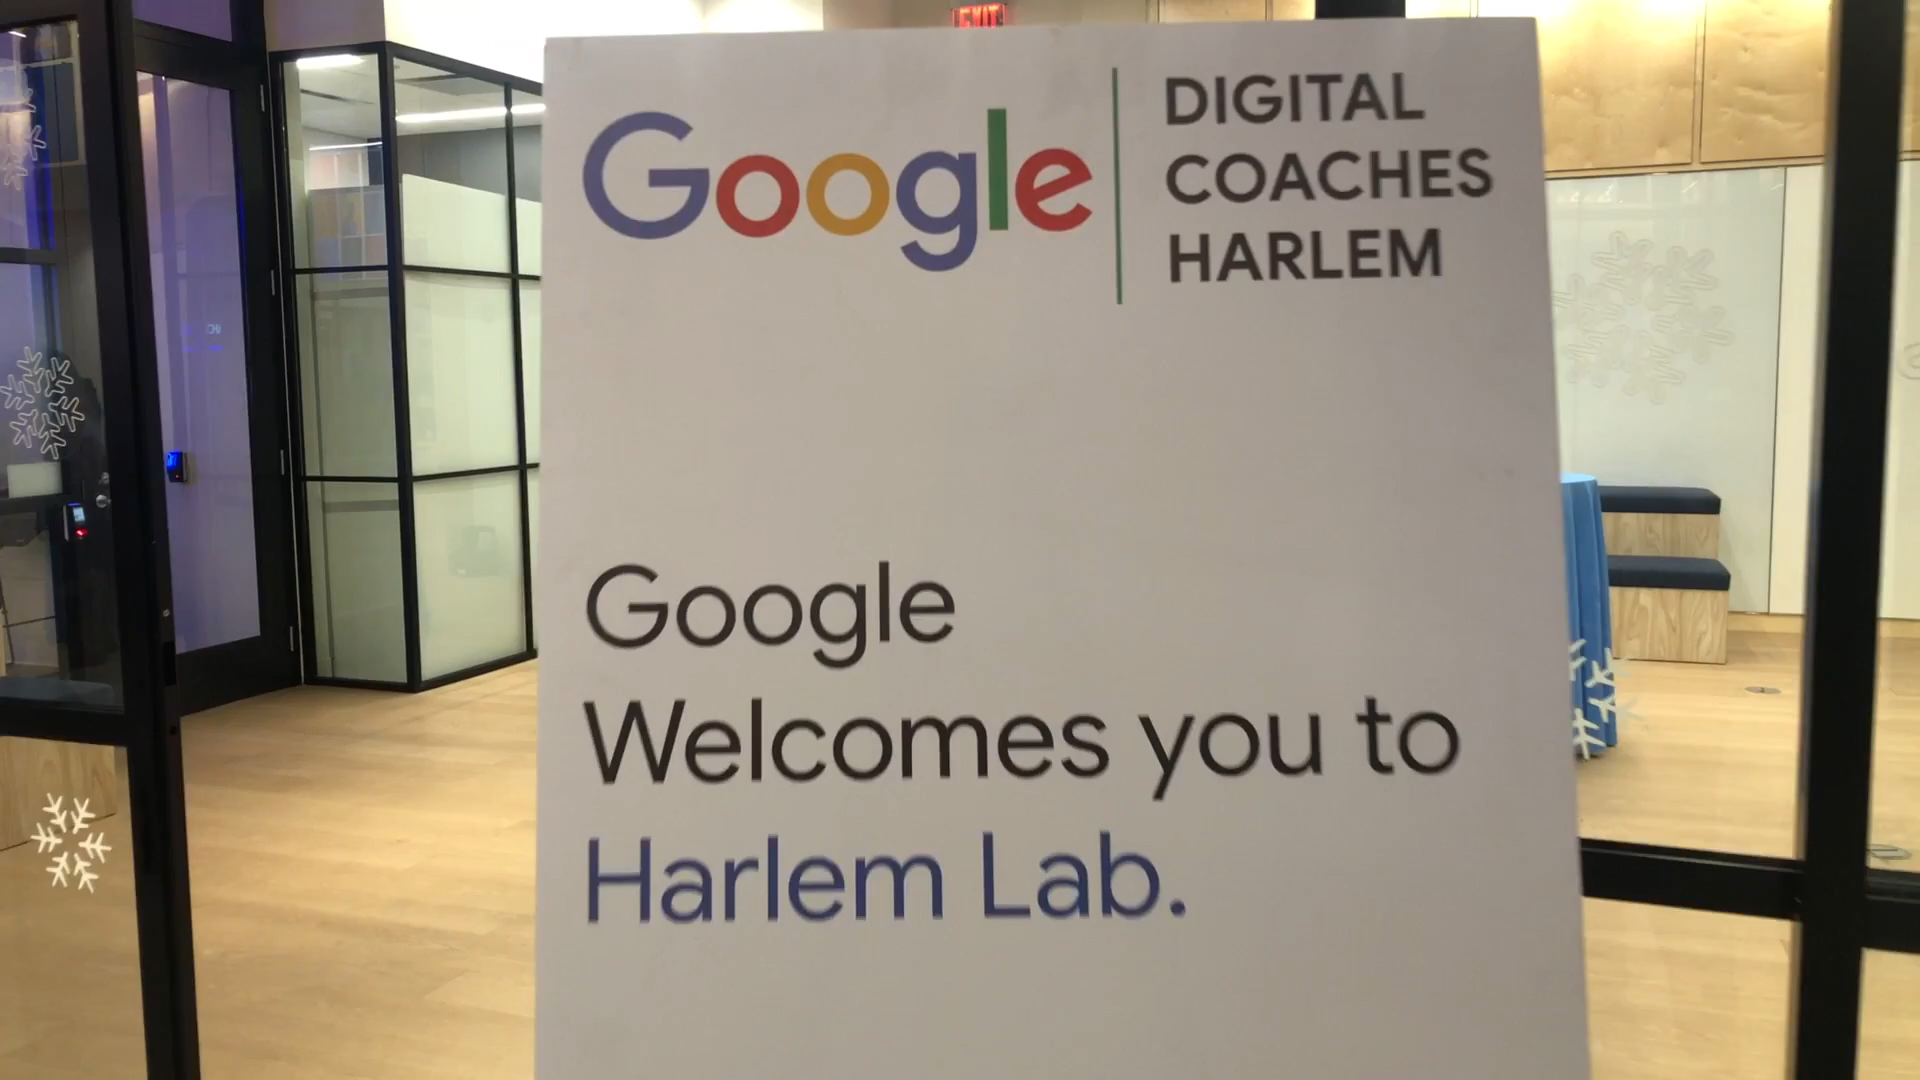 EXIT
Google
DIGITAL
COACHES
HARLEM
Google
Welcomes you to
Harlem Lab.